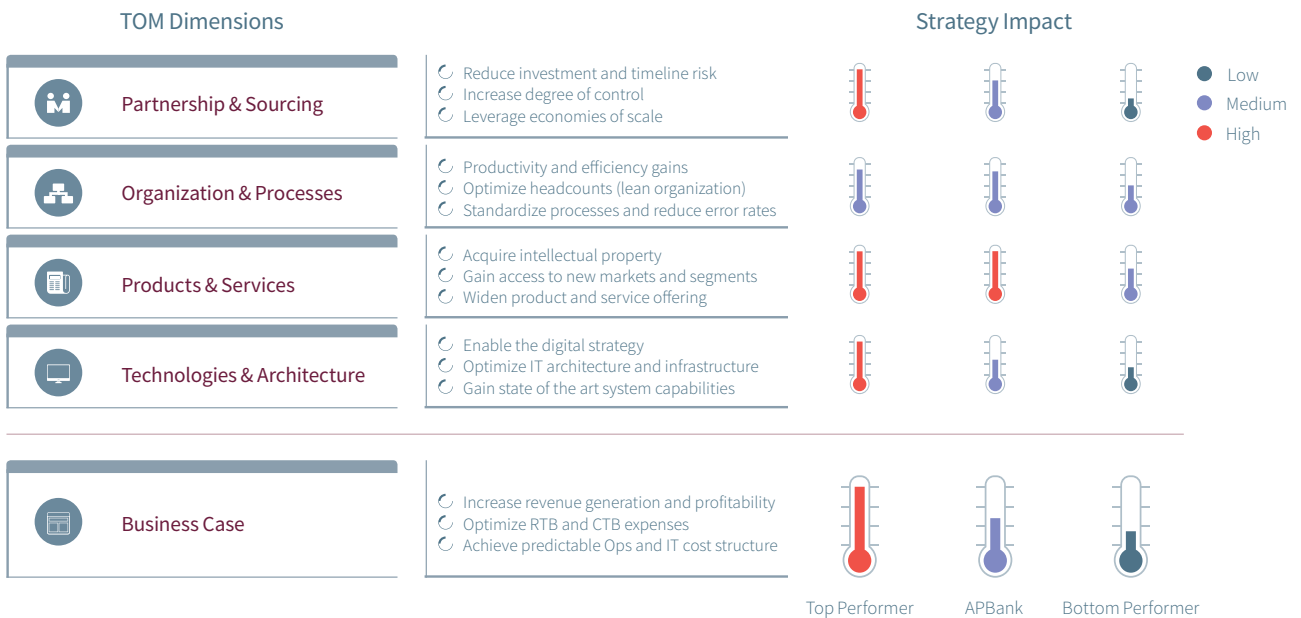 TOM Dimensions
Strategy Impact
Partnership & Sourcing
Reduce investment and timeline risk
Increase degree of control
Leverage economies of scale
Low
Medium
High
Organization & Processes
Productivity and efficiency gains
Optimize headcounts (lean organization)
Standardize processes and reduce error rates
Products & Services
Acquire intellectual property
Gain access to new markets and segments
Widen product and service offering
Technologies & Architecture
Enable the digital strategy
Optimize IT architecture and infrastructure
Gain state of the art system capabilities
Business Case
Increase revenue generation and profitability
Optimize RTB and CTB expenses
Achieve predictable Ops and IT cost structure
Top Performer
APBank
Bottom Performer